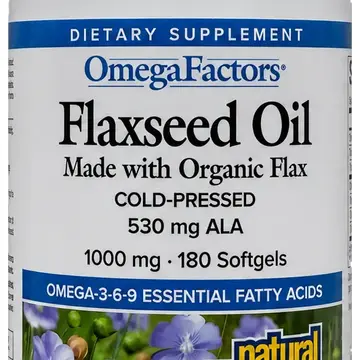 DIETARY SUPPLEMENT
OmegaFactors®
Flaxseed Oil
Made with Organic Flax
COLD-PRESSED
530 mg ALA
1000 mg · 180 Softgels
OMEGA-3-6-9 ESSENTIAL FATTY ACIDS
natural